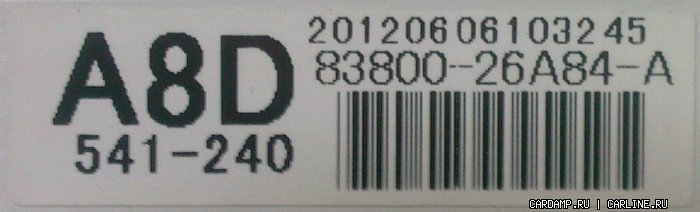 A8D
541-240
20120606103245
83800-26A84-A
CARDAMP.RU | CARLINE.RU